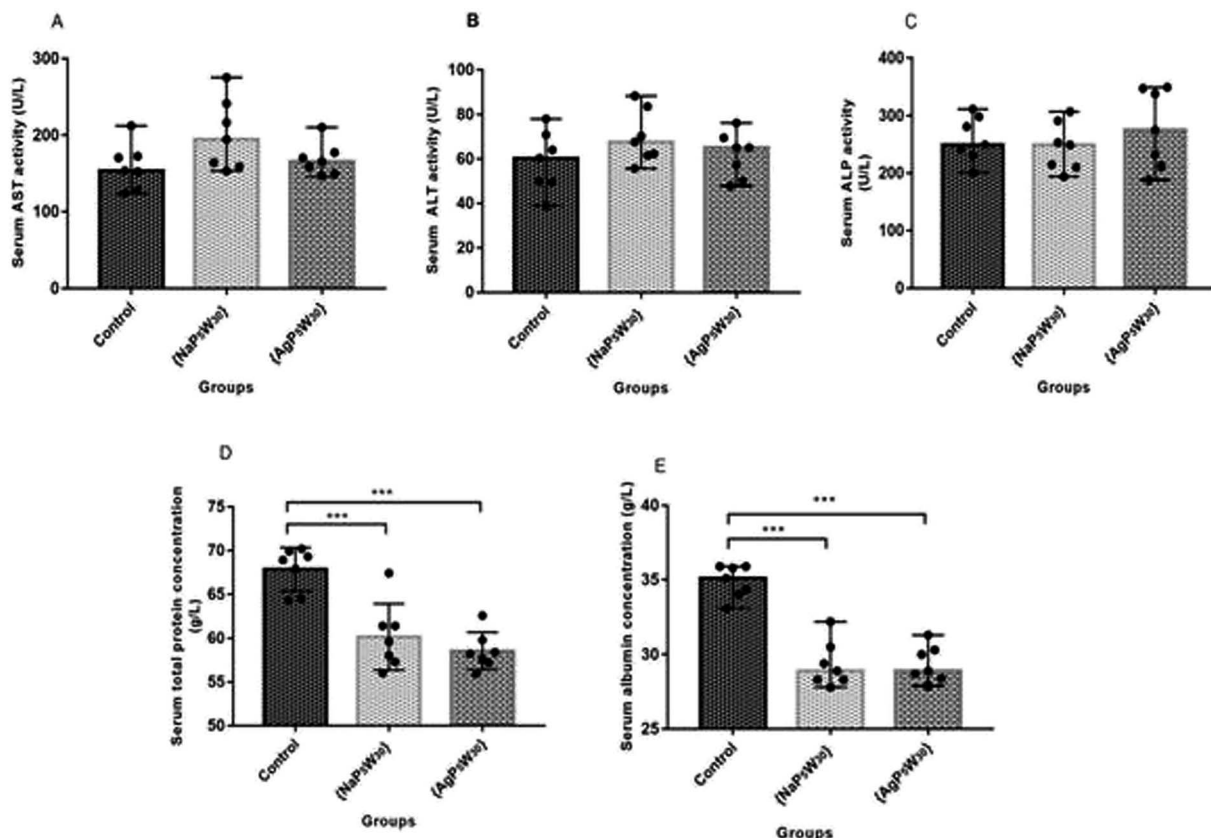 A
Serum AST activity (U/L)
300
200
100
0
Control
{NaP5W30}
{AgP5W30}
Groups
B
Serum ALT activity (U/L)
100
80
60
40
20
0
Control
{NaP5W30}
{AgP5W30}
Groups
C
Serum ALP activity
(U/L)
400
300
200
100
0
Control
{NaP5W30}
{AgP5W30}
Groups
D
Serum total protein concentration
(g/L)
75
70
65
60
55
50
***
***
Control
{NaP5W30}
{AgP5W30}
Groups
E
Serum albumin concentration (g/L)
40
35
30
25
***
***
Control
{NaP5W30}
{AgP5W30}
Groups